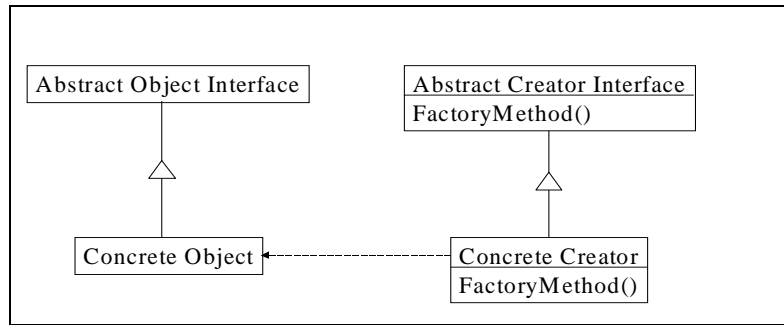 Abstract Object Interface
Abstract Creator Interface
FactoryMethod()
Concrete Object
Concrete Creator
FactoryMethod()